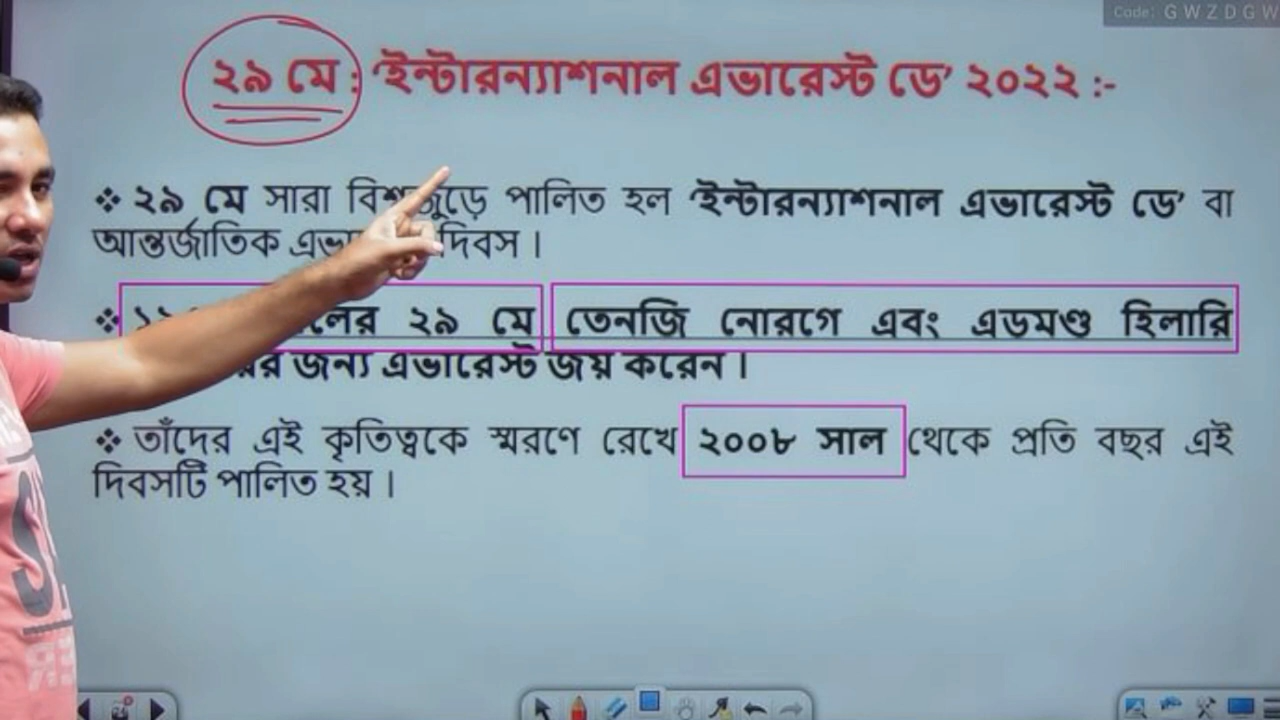 Code: G W Z D G W
২৯ মে : ‘ইন্টারন্যাশনাল এভারেস্ট ডে’ ২০২২ :-
❖ ২৯ মে সারা বিশ্বজুড়ে পালিত হল ‘ইন্টারন্যাশনাল এভারেস্ট ডে’ বা
আন্তর্জাতিক দিবস ।
❖ ২৯ মে তেনজি নোরগে এবং এডমণ্ড হিলারি
জন্য এভারেস্ট জয় করেন ।
❖ তাঁদের এই কৃতিত্বকে স্মরণে রেখে ২০০৮ সাল থেকে প্রতি বছর এই
দিবসটি পালিত হয় ।